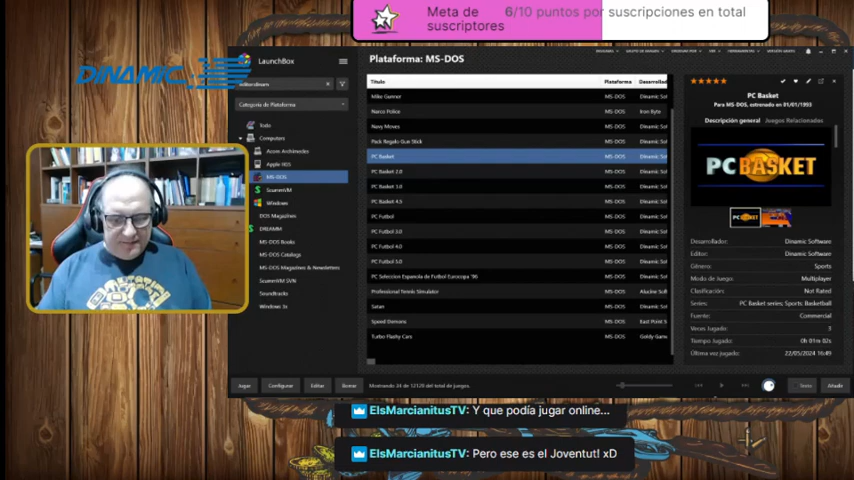 Meta de
suscriptores
6/10 puntos por suscripciones en total
DINAMIC
LaunchBox
Plataforma: MS-DOS
Categoría de Plataforma
Todo
Computers
Acorn Archimedes
Apple IIGS
MS-DOS
ScummVM
Windows
DOS Magazines
DREAMM
MS-DOS Books
MS-DOS Catalogs
MS-DOS Magazines & Newsletters
ScummVM SVN
Soundtracks
Windows 3x
Título Plataforma Desarrollad
Mike Gunner MS-DOS Dinamic Sof
Narco Police MS-DOS Iron Byte
Navy Moves MS-DOS Dinamic Sof
Pack Regalo Gun Stick MS-DOS Dinamic Sof
PC Basket MS-DOS Dinamic Sof
PC Basket 2.0 MS-DOS Dinamic Sof
PC Basket 3.0 MS-DOS Dinamic Sof
PC Basket 4.5 MS-DOS Dinamic Sof
PC Futbol MS-DOS Dinamic Sof
PC Futbol 3.0 MS-DOS Dinamic Sof
PC Futbol 4.0 MS-DOS Dinamic Sof
PC Futbol 5.0 MS-DOS Dinamic Sof
PC Seleccion Espanola de Futbol Eurocopa '96 MS-DOS Dinamic Sof
Professional Tennis Simulator MS-DOS
Satan MS-DOS Dinamic Sof
Speed Demons MS-DOS East Point S
Turbo Flashy Cars MS-DOS Goldy Gam
PC Basket
Para MS-DOS, estrenado en 01/01/1993
Descripción general Juegos Relacionados
PC BASKET
Desarrollador: Dinamic Software
Editor: Dinamic Software
Género: Sports
Modo de Juego: Multiplayer
Clasificación: Not Rated
Series: PC Basket series; Sports: Basketball
Fuente: Commercial
Veces Jugado: 3
Tiempo Jugado: 0h 01m 02s
Última vez jugado: 22/05/2024 16:49
Jugar Configurar Editar Borrar Mostrando 34 de 12120 del total de juegos. Texto Añadir
ElsMarcianitusTV: Y que podía jugar online...
ElsMarcianitusTV: Pero ese es el Joventut! xD